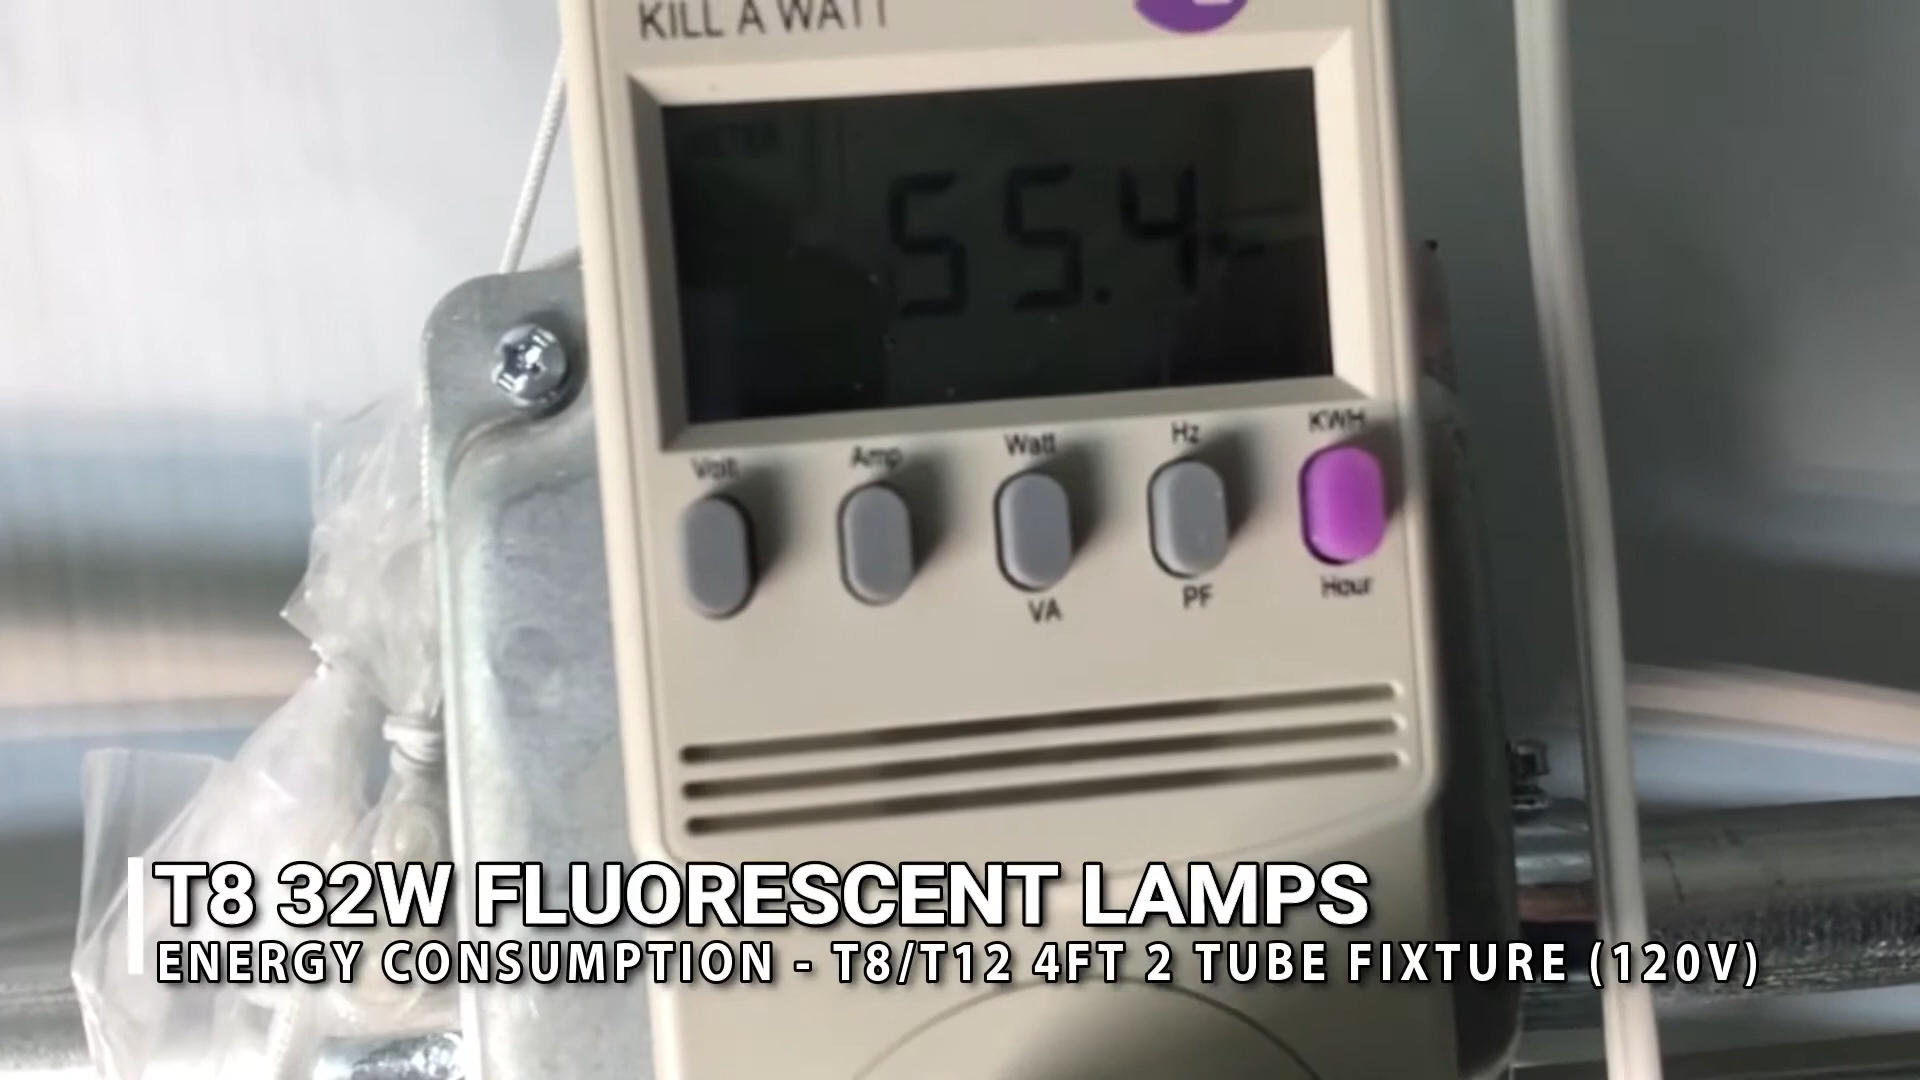 KILL A WATT
55.4
Volt Amp Watt Hz KWH
VA PF Hour
T8 32W FLUORESCENT LAMPS
ENERGY CONSUMPTION - T8/T12 4FT 2 TUBE FIXTURE (120V)